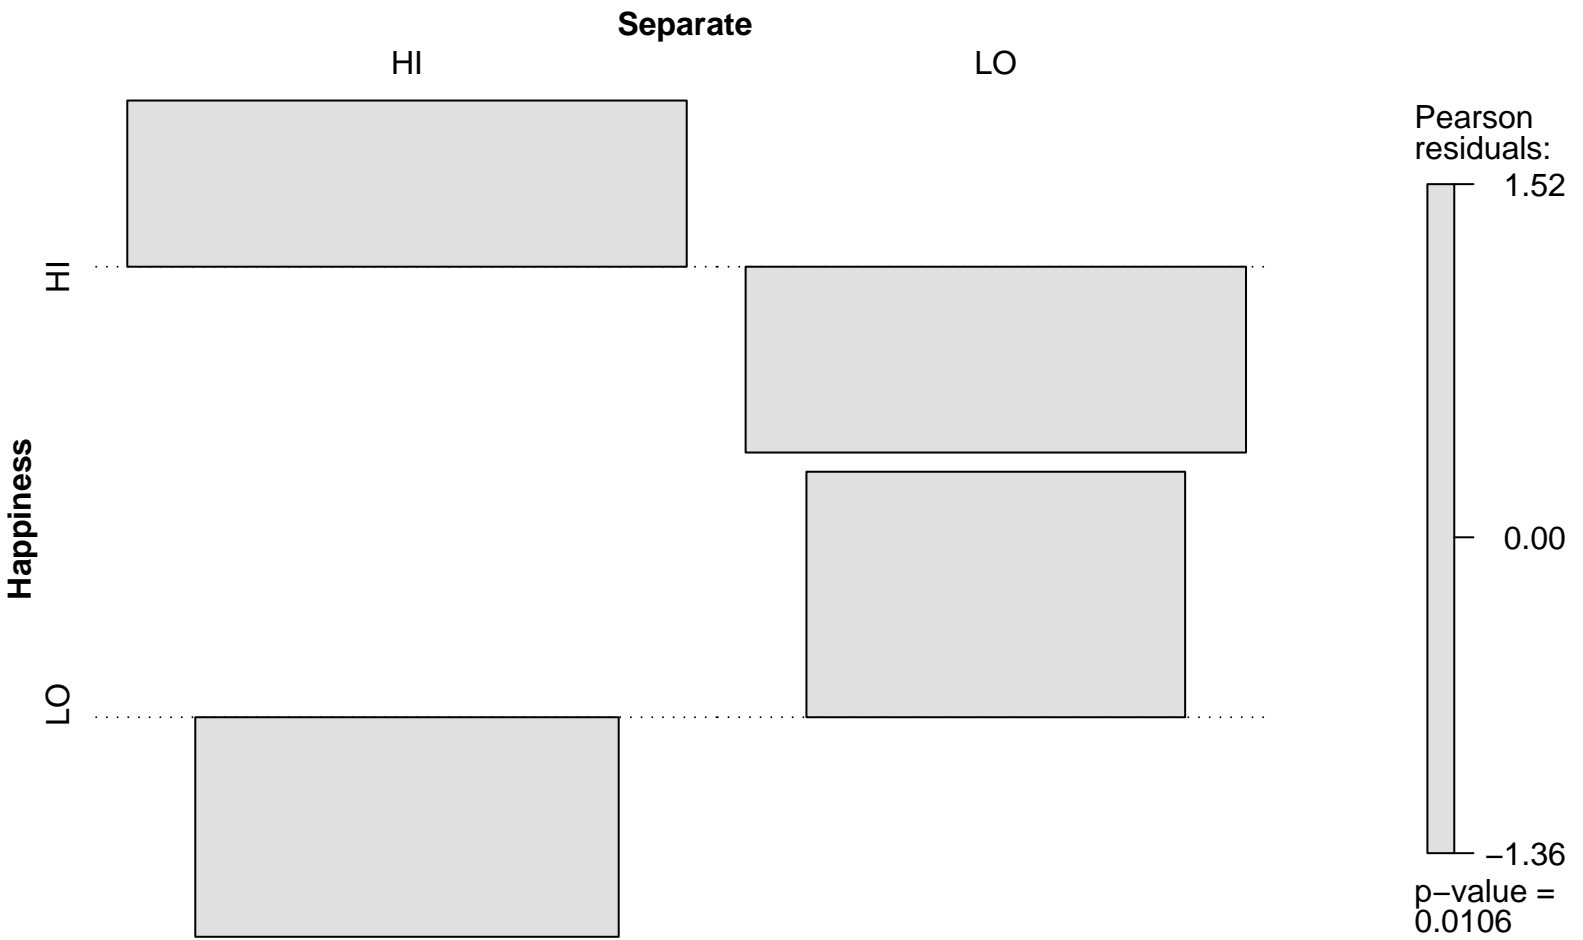 Separate
HI
LO
Happiness
HI
LO
Pearson
residuals:
1.52
0.00
−1.36
p−value =
0.0106